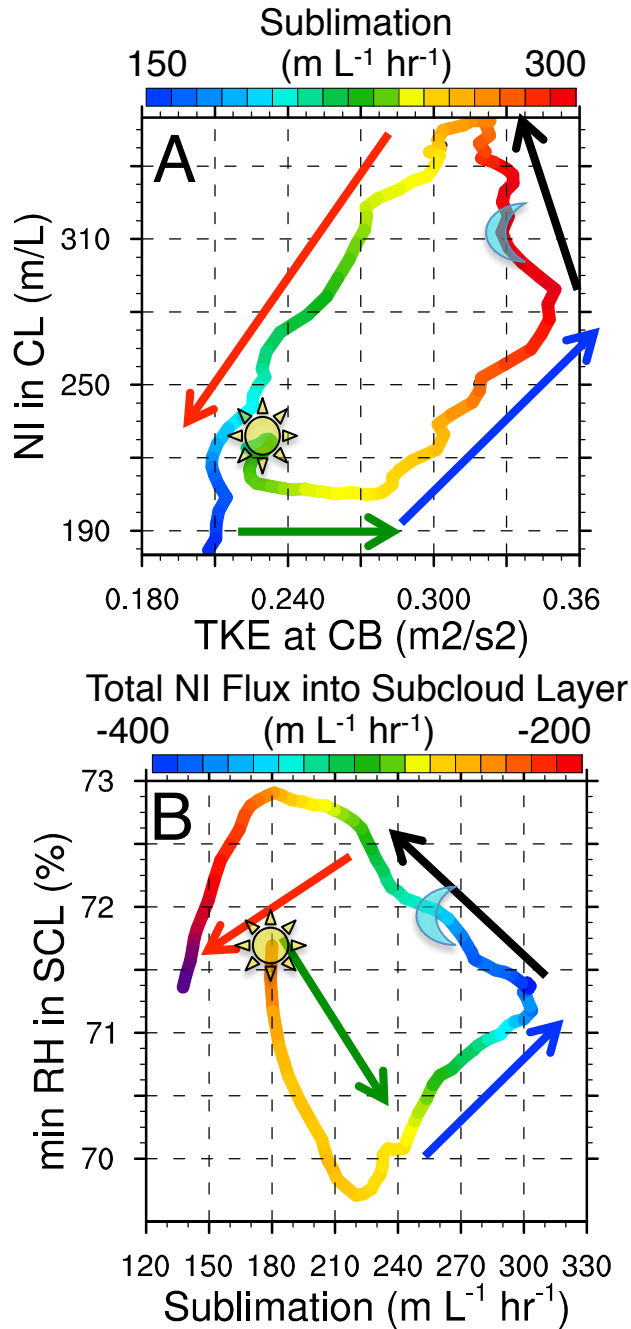 Sublimation
150 (m L-1 hr-1) 300
A
310
250
190
NI in CL (m/L)
0.180 0.240 0.300 0.36
TKE at CB (m2/s2)
Total NI Flux into Subcloud Layer
-400 (m L-1 hr-1) -200
B
73
72
71
70
min RH in SCL (%)
120 150 180 210 240 270 300 330
Sublimation (m L-1 hr-1)